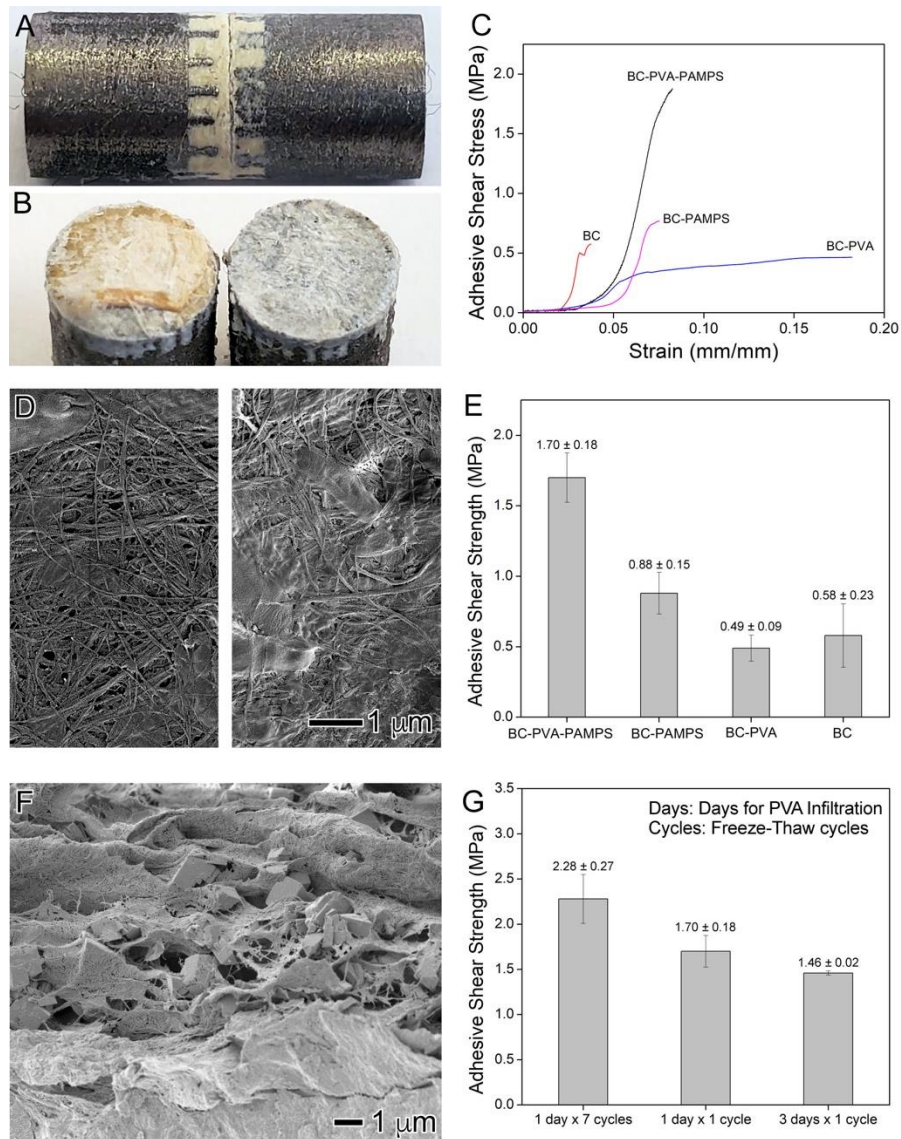 A
B
C
Adhesive Shear Stress (MPa)
2.0
1.5
1.0
0.5
0.0
BC-PVA-PAMPS
BC
BC-PAMPS
BC-PVA
0.00 0.05 0.10 0.15 0.20
Strain (mm/mm)
D
1 μm
E
Adhesive Shear Strength (MPa)
2.0
1.5
1.0
0.5
0.0
1.70 ± 0.18
0.88 ± 0.15
0.49 ± 0.09
0.58 ± 0.23
BC-PVA-PAMPS BC-PAMPS BC-PVA BC
F
1 μm
G
Adhesive Shear Strength (MPa)
3.5
3.0
2.5
2.0
1.5
1.0
0.5
0.0
Days: Days for PVA Infiltration
Cycles: Freeze-Thaw cycles
2.28 ± 0.27
1.70 ± 0.18
1.46 ± 0.02
1 day x 7 cycles 1 day x 1 cycle 3 days x 1 cycle